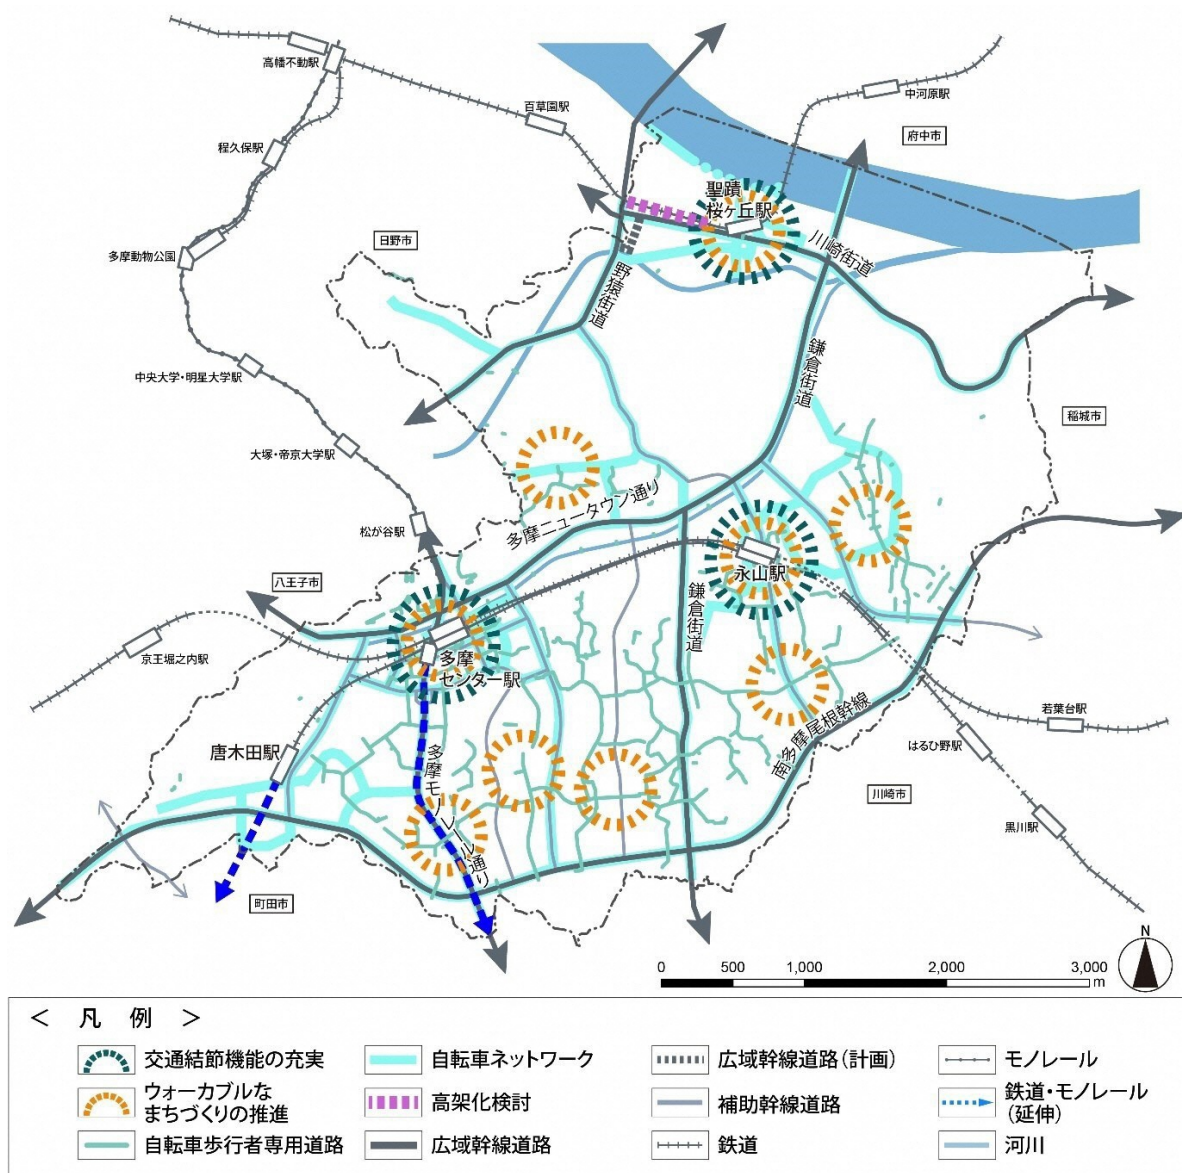 高幡不動駅
百草園駅
中河原駅
府中市
程久保駅
聖蹟
桜ヶ丘駅
日野市
川崎街道
多摩動物公園
野猿街道
鎌倉街道
中央大学・明星大学駅
稲城市
大塚・帝京大学駅
多摩ニュータウン通り
松が谷駅
永山駅
八王子市
鎌倉街道
京王堀之内駅
多摩
センター駅
若葉台駅
南多摩尾根幹線
はるひ野駅
唐木田駅
多摩モノレール通り
川崎市
黒川駅
町田市
N
0 500 1,000 2,000 3,000
m
< 凡 例 >
交通結節機能の充実
自転車ネットワーク
広域幹線道路（計画）
モノレール
ウォーカブルな
まちづくりの推進
高架化検討
補助幹線道路
鉄道・モノレール
（延伸）
自転車歩行者専用道路
広域幹線道路
鉄道
河川